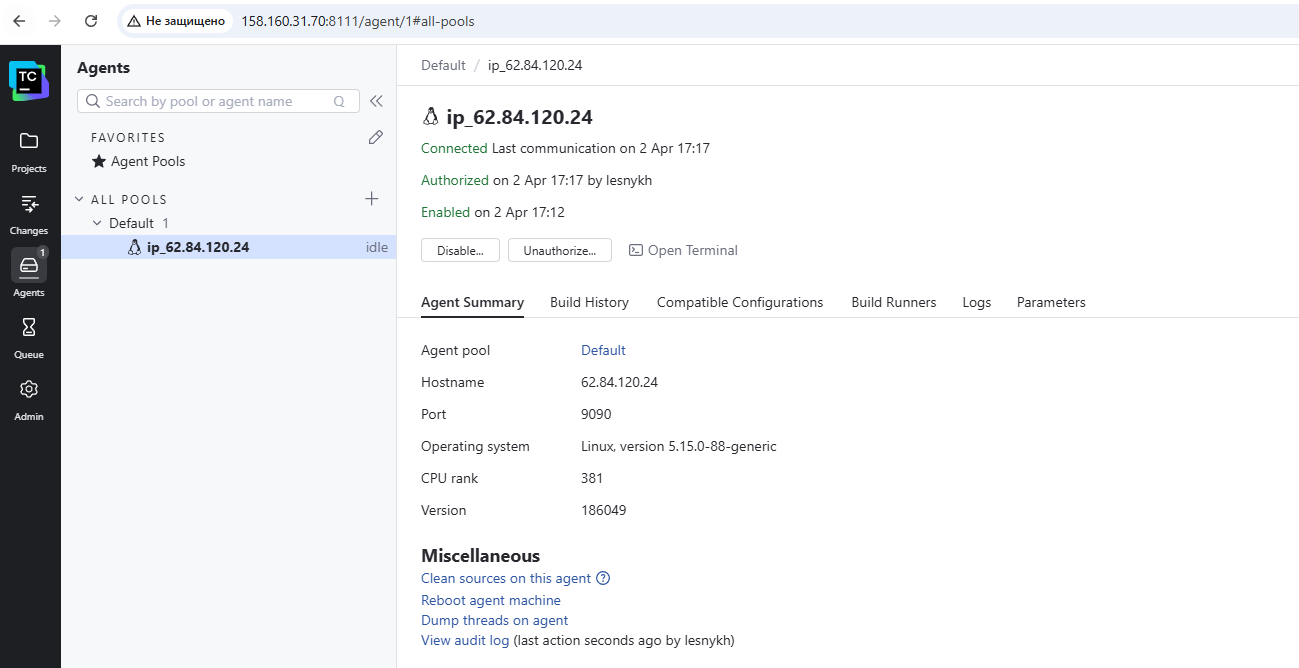 Не защищено 158.160.31.70:8111/agent/1#all-pools
TC
Projects
Changes
1
Agents
Queue
Admin
Agents
Search by pool or agent name Q
FAVORITES
Agent Pools
ALL POOLS
Default 1
ip_62.84.120.24 idle
Default / ip_62.84.120.24
ip_62.84.120.24
Connected Last communication on 2 Apr 17:17
Authorized on 2 Apr 17:17 by lesnykh
Enabled on 2 Apr 17:12
Disable... Unauthorize... Open Terminal
Agent Summary Build History Compatible Configurations Build Runners Logs Parameters
Agent pool Default
Hostname 62.84.120.24
Port 9090
Operating system Linux, version 5.15.0-88-generic
CPU rank 381
Version 186049
Miscellaneous
Clean sources on this agent ?
Reboot agent machine
Dump threads on agent
View audit log (last action seconds ago by lesnykh)